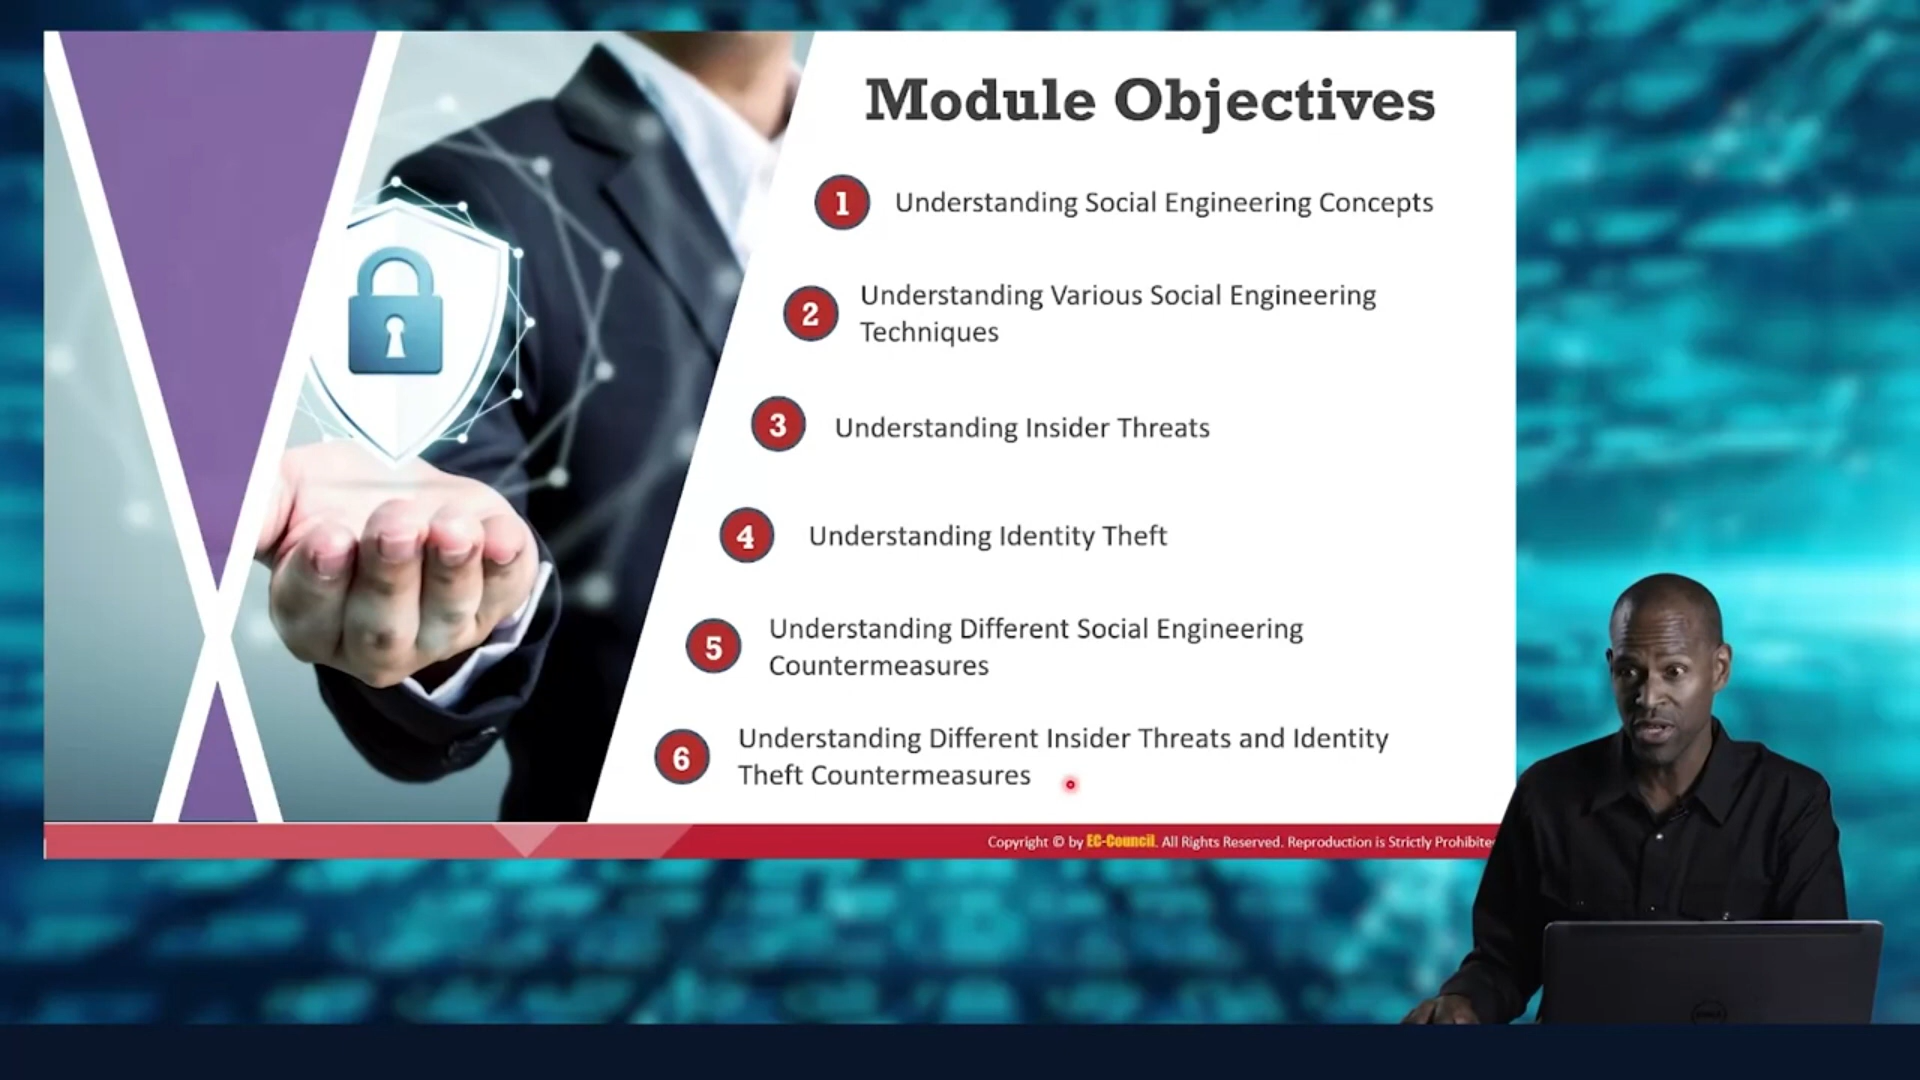 Module Objectives
1 Understanding Social Engineering Concepts
2 Understanding Various Social Engineering
Techniques
3 Understanding Insider Threats
4 Understanding Identity Theft
5 Understanding Different Social Engineering
Countermeasures
6 Understanding Different Insider Threats and Identity
Theft Countermeasures
Copyright © by EC-Council. All Rights Reserved. Reproduction is Strictly Prohibite
DELL